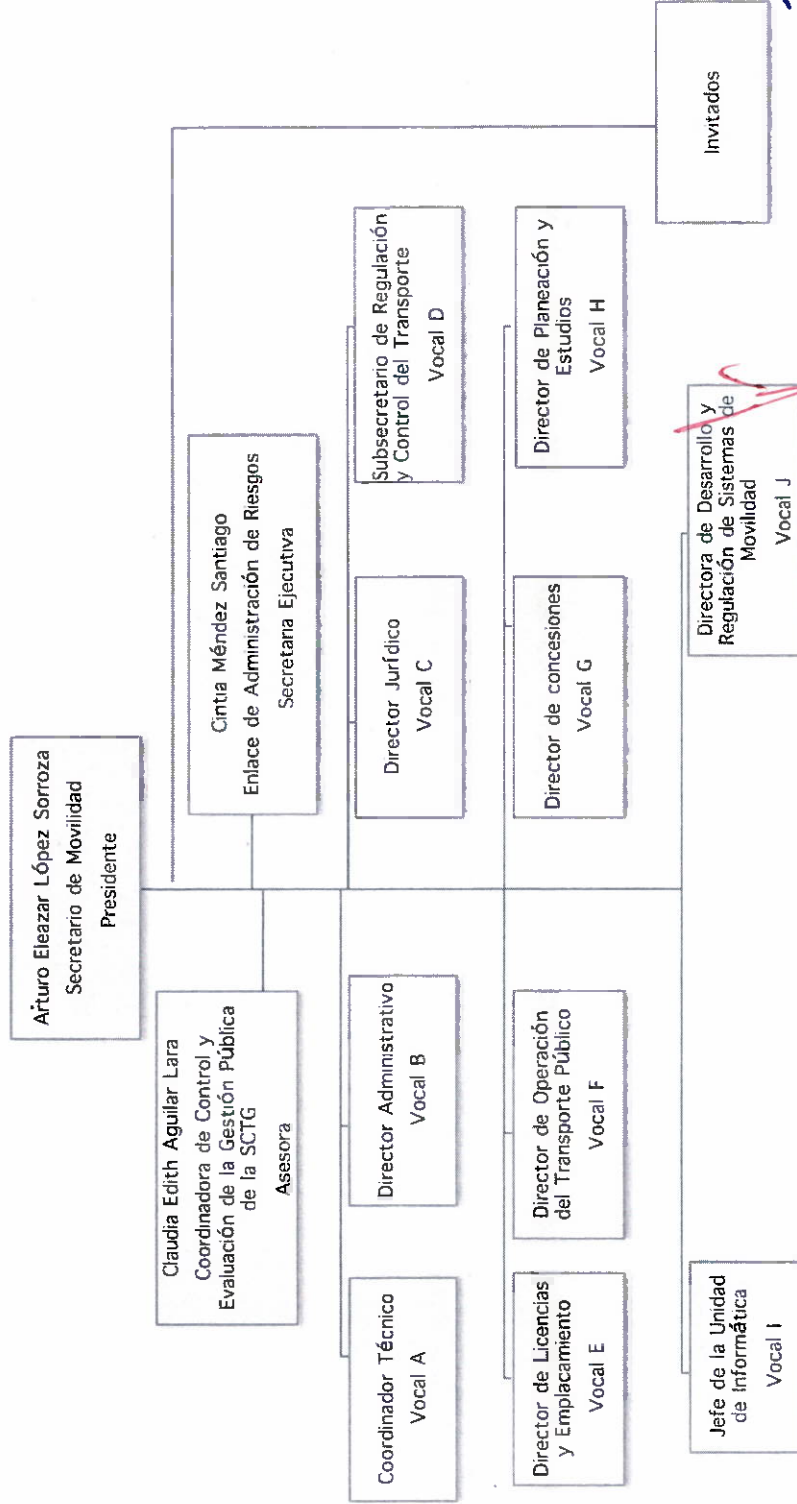 Arturo Eleazar López Sorroza
Secretario de Movilidad
Presidente
Claudia Edith Aguilar Lara
Coordinadora de Control y
Evaluación de la Gestión Pública
de la SCTG
Asesora
Cintia Méndez Santiago
Enlace de Administración de Riesgos
Secretaria Ejecutiva
Coordinador Técnico
Vocal A
Director Administrativo
Vocal B
Director Jurídico
Vocal C
Subsecretario de Regulación
y Control del Transporte
Vocal D
Director de Licencias
y Emplacamiento
Vocal E
Director de Operación
del Transporte Público
Vocal F
Director de concesiones
Vocal G
Director de Planeación y
Estudios
Vocal H
Jefe de la Unidad
de Informática
Vocal I
Directora de Desarrollo y
Regulación de Sistemas de
Movilidad
Vocal J
Invitados